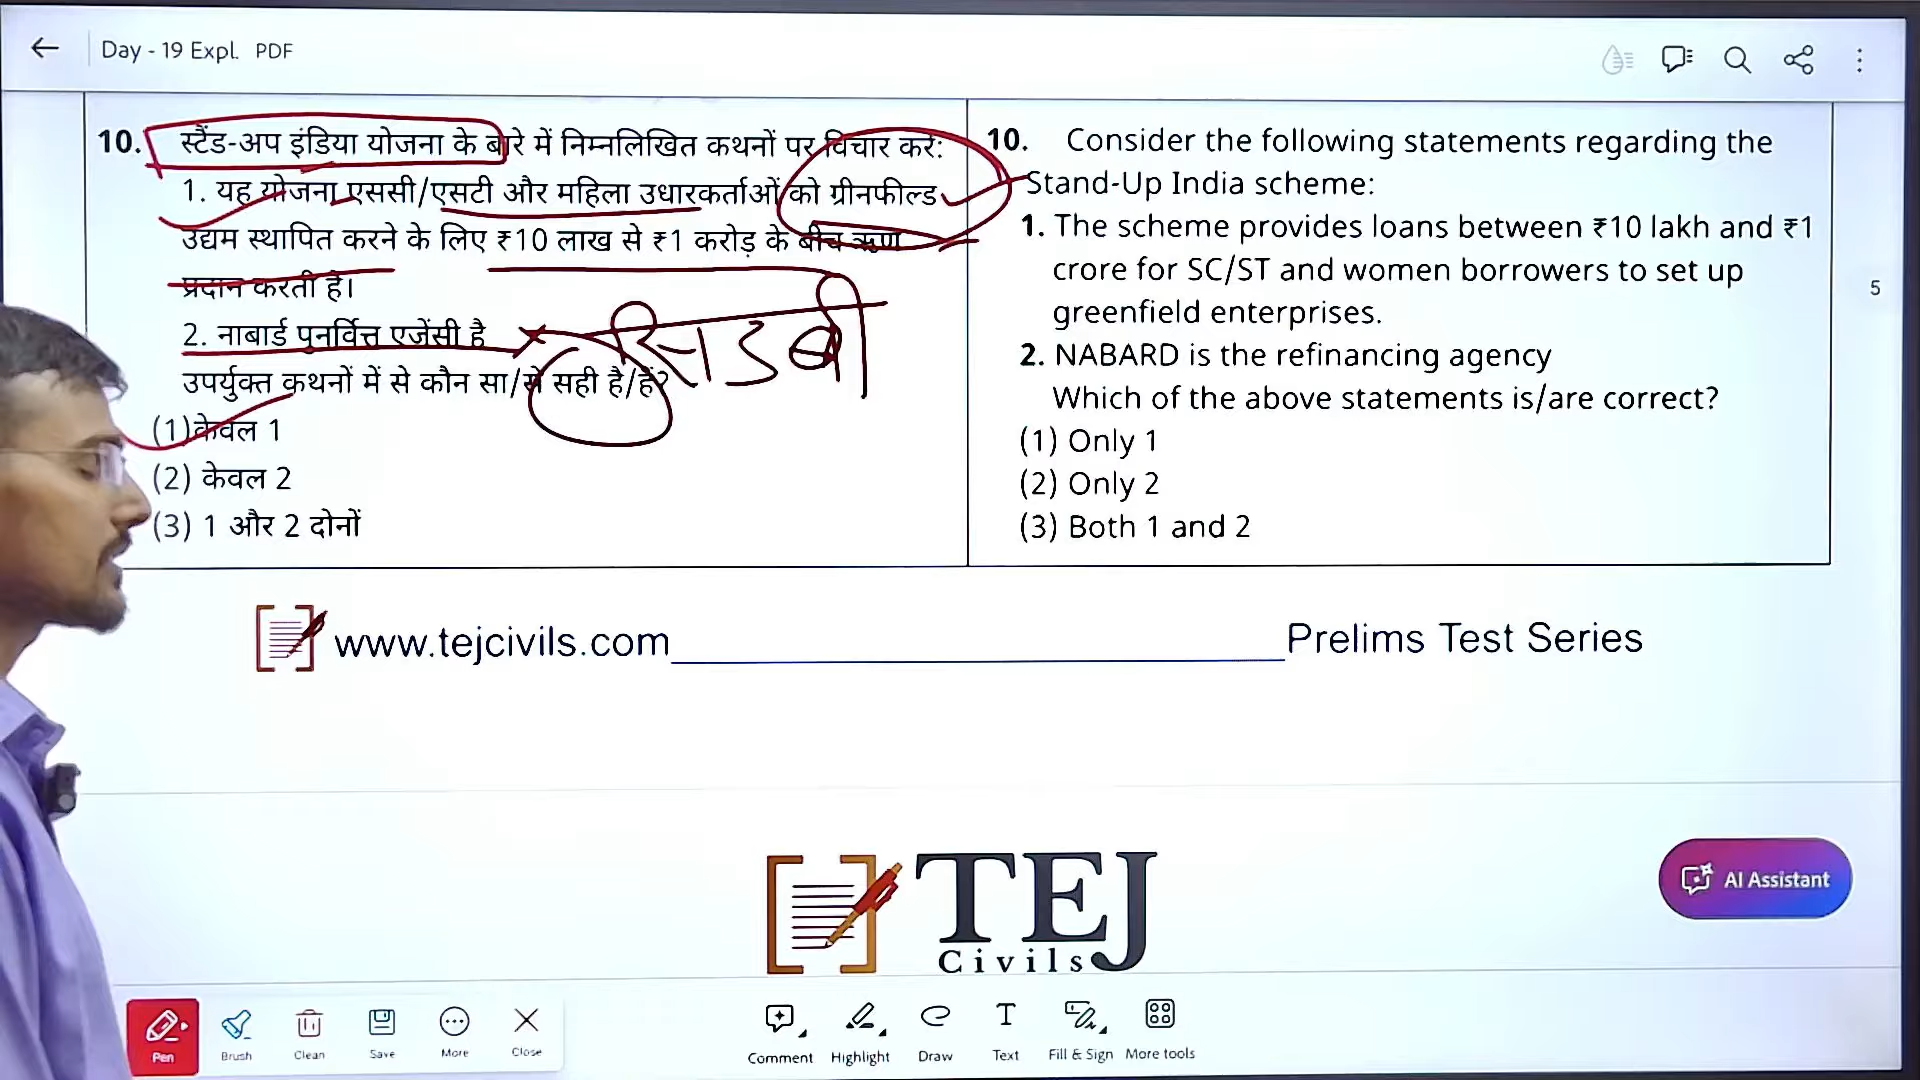 Day - 19 Expl. PDF
10. स्टैंड-अप इंडिया योजना के बारे में निम्नलिखित कथनों पर विचार करें:
1. यह योजना एससी/एसटी और महिला उधारकर्ताओं को ग्रीनफील्ड
उद्यम स्थापित करने के लिए ₹10 लाख से ₹1 करोड़ के बीच ऋण
प्रदान करती है।
2. नाबार्ड पुनर्वित्त एजेंसी है
सिडबी
उपर्युक्त कथनों में से कौन सा/से सही है/हैं?
(1)केवल 1
(2) केवल 2
(3) 1 और 2 दोनों
10. Consider the following statements regarding the
Stand-Up India scheme:
1. The scheme provides loans between ₹10 lakh and ₹1
crore for SC/ST and women borrowers to set up
greenfield enterprises.
2. NABARD is the refinancing agency
Which of the above statements is/are correct?
(1) Only 1
(2) Only 2
(3) Both 1 and 2
5
www.tejcivils.com Prelims Test Series
TEJ
Civils
AI Assistant
Pen Brush Clean Save More Close
Comment Highlight Draw Text Fill & Sign More tools